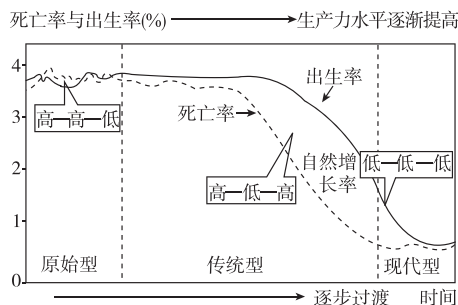 死亡率与出生率(%) 生产力水平逐渐提高
4
3
2
1
0
出生率
死亡率
高—高—低
自然增
长率
高—低—高
低—低—低
原始型 传统型 现代型
逐步过渡 时间